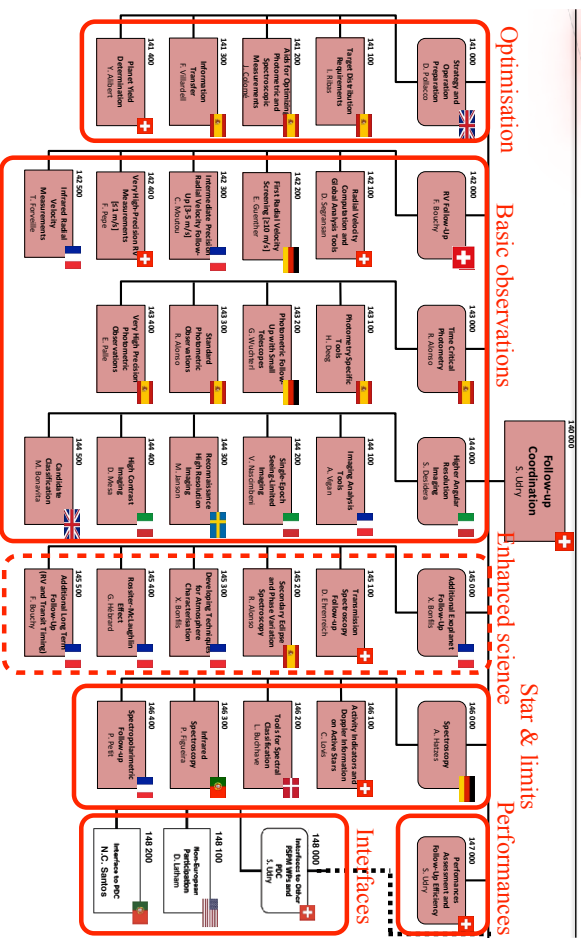 140 000
Follow-up
Coordination
S. Udry
Optimisation
Basic observations
Enhanced science
Star & limits
Performances
Interfaces
141 000
Strategy and
Operation
Preparation
D. Pollacco
141 100
Target Distribution
Requirements
I. Ribas
141 200
Aids for Optimizing
Photometric and
Spectroscopic
Measurements
J. Colomé
141 300
Information
Transfer
F. Villardell
141 400
Planet Yield
Determination
Y. Alibert
142 000
RV Follow-Up
F. Bouchy
142 100
Radial Velocity
Computation and
Global Analysis Tools
D. Segransan
142 200
First Radial Velocity
Screening [≥10 m/s]
E. Guenther
142 300
Intermediate Precision
Radial Velocity Follow-
Up [3-5 m/s]
C. Moutou
142 400
Very High-Precision RV
Measurements
[≤1 m/s]
F. Pepe
142 500
Infrared Radial
Velocity
Measurements
T. Forveille
143 000
Time Critical
Photometry
R. Alonso
143 100
Photometry Specific
Tools
H. Deeg
143 200
Photometric Follow-
Up with Small
Telescopes
G. Wuchterl
143 300
Standard
Photometric
Observations
R. Alonso
143 400
Very High Precision
Photometric
Observations
E. Palle
144 000
Higher Angular
Resolution
Imaging
S. Desidera
144 100
Imaging Analysis
Tools
A. Vigan
144 200
Single-Epoch
Seeing-Limited
Imaging
V. Nascimbeni
144 300
Reconnaissance
High Resolution
Imaging
M. Janson
144 400
High Contrast
Imaging
D. Mesa
144 500
Candidate
Classification
M. Bonavita
145 000
Additional Exoplanet
Follow-Up
X. Bonfils
145 100
Transmission
Spectroscopy
Follow-up
D. Ehrenreich
145 200
Secondary Eclipse
and Phase Variation
Spectroscopy
R. Alonso
145 300
Developing Techniques
for Atmosphere
Characterisation
X. Bonfils
145 400
Rossiter-McLaughlin
Effect
G. Hébrard
145 500
Additional Long Term
Follow-Up
(RV and Transit Timing)
F. Bouchy
146 000
Spectroscopy
A. Hatzes
146 100
Activity Indicators and
Doppler Information
on Active Stars
C. Lovis
146 200
Tools for Spectral
Classification
L. Buchhave
146 300
Infrared
Spectroscopy
P. Figueira
146 400
Spectropolarimetric
Follow-up
P. Petit
147 000
Perfomances
Assessment and
Follow-Up Efficiency
S. Udry
148 000
Interfaces to Other
PSPM WPs and
PDC
S. Udry
148 100
Non-European
Participation
D. Latham
148 200
Interface to PDC
N.C. Santos